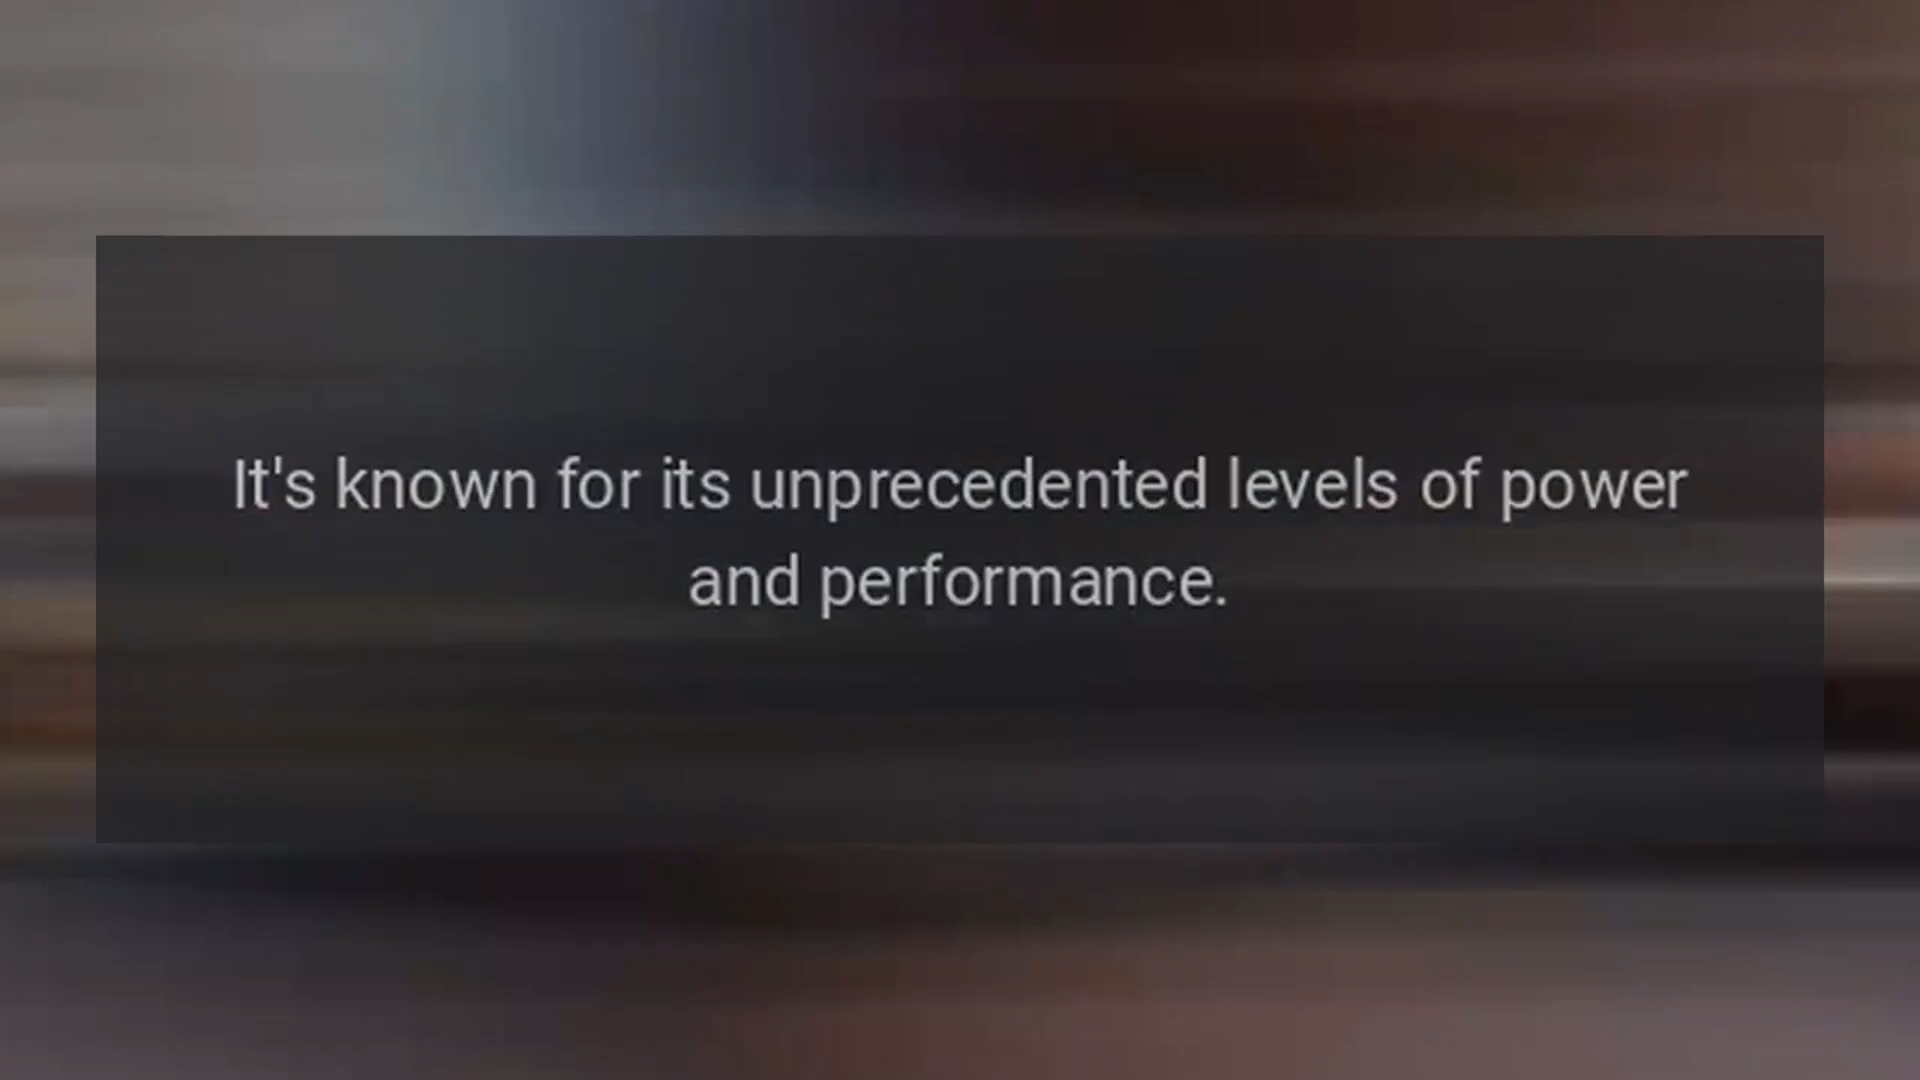 It's known for its unprecedented levels of power
and performance.